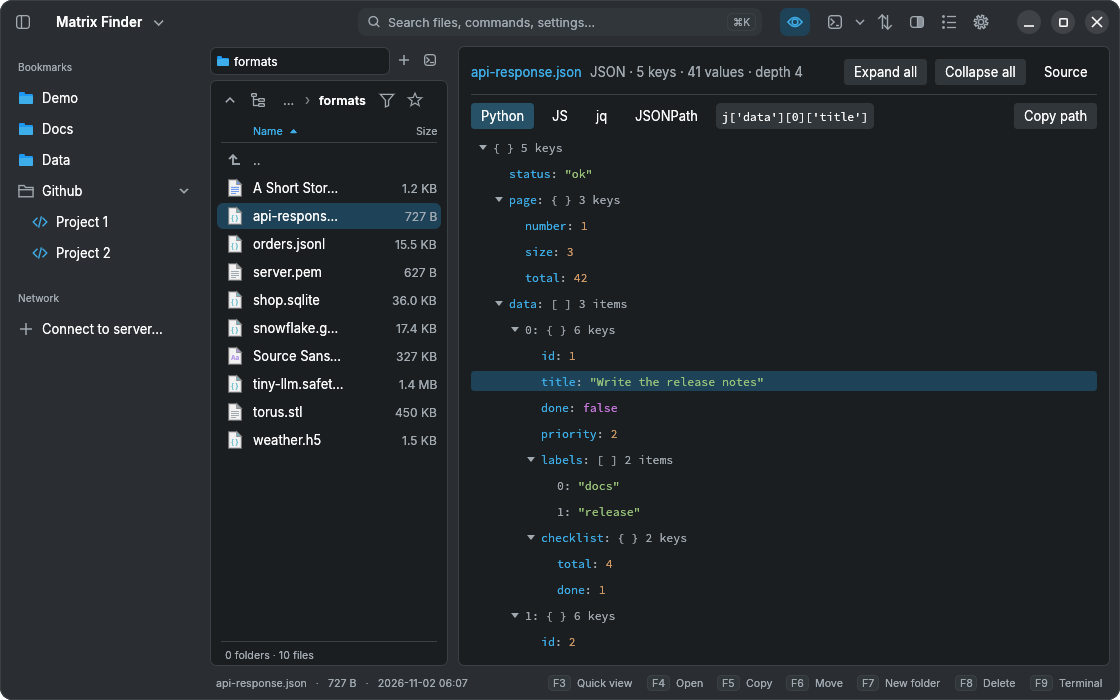 Matrix Finder
Search files, commands, settings... ⌘K
Bookmarks
Demo
Docs
Data
Github
Project 1
Project 2
Network
Connect to server...
formats
... › formats
Name Size
..
A Short Stor... 1.2 KB
api-respons... 727 B
orders.jsonl 15.5 KB
server.pem 627 B
shop.sqlite 36.0 KB
snowflake.g... 17.4 KB
Source Sans... 327 KB
tiny-llm.safet... 1.4 MB
torus.stl 450 KB
weather.h5 1.5 KB
0 folders · 10 files
api-response.json JSON · 5 keys · 41 values · depth 4 Expand all Collapse all Source
Python JS jq JSONPath j['data'][0]['title'] Copy path
{ } 5 keys
status: "ok"
page: { } 3 keys
number: 1
size: 3
total: 42
data: [ ] 3 items
0: { } 6 keys
id: 1
title: "Write the release notes"
done: false
priority: 2
labels: [ ] 2 items
0: "docs"
1: "release"
checklist: { } 2 keys
total: 4
done: 1
1: { } 6 keys
id: 2
api-response.json · 727 B · 2026-11-02 06:07 F3 Quick view F4 Open F5 Copy F6 Move F7 New folder F8 Delete F9 Terminal